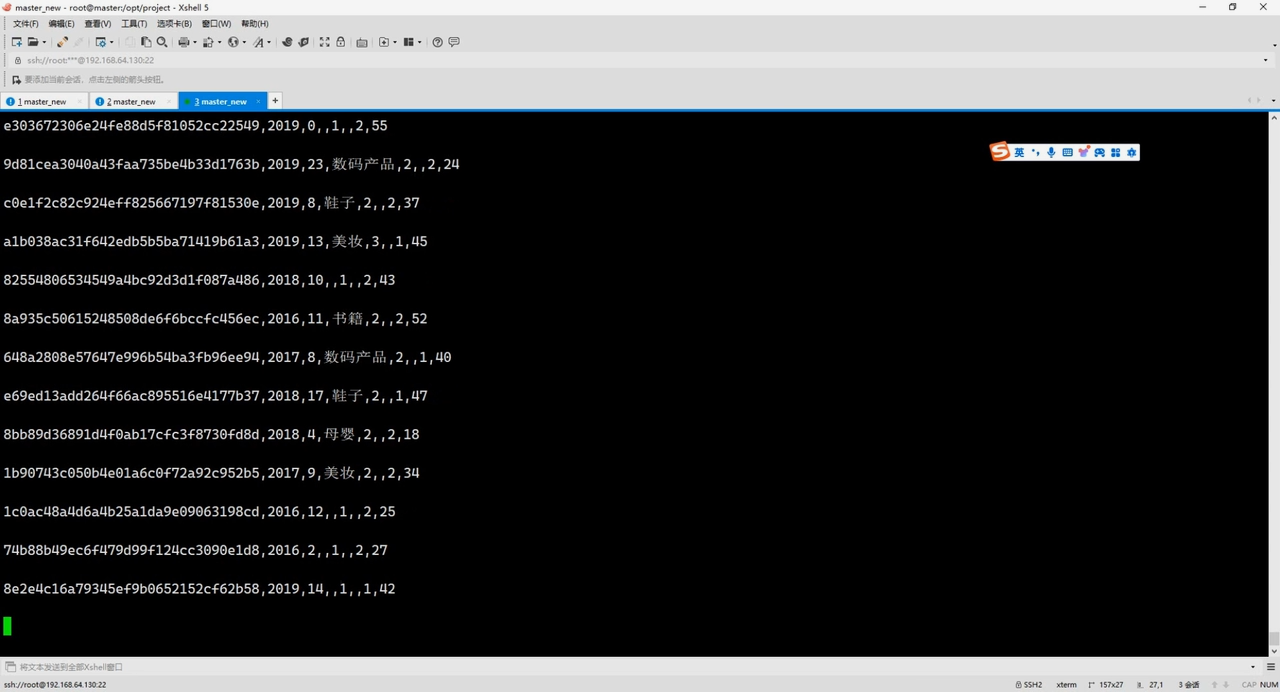 master_new - root@master:/opt/project - Xshell 5
文件(F) 编辑(E) 查看(V) 工具(T) 选项卡(B) 窗口(W) 帮助(H)
ssh://root:***@192.168.64.130:22
要添加当前会话，点击左侧的箭头按钮。
1 master_new 2 master_new 3 master_new
e303672306e24fe88d5f81052cc22549,2019,0,,1,,2,55
9d81cea3040a43faa735be4b33d1763b,2019,23,数码产品,2,,2,24
英
c0e1f2c82c924eff825667197f81530e,2019,8,鞋子,2,,2,37
a1b038ac31f642edb5b5ba71419b61a3,2019,13,美妆,3,,1,45
82554806534549a4bc92d3d1f087a486,2018,10,,1,,2,43
8a935c50615248508de6f6bccfc456ec,2016,11,书籍,2,,2,52
648a2808e57647e996b54ba3fb96ee94,2017,8,数码产品,2,,1,40
e69ed13add264f66ac895516e4177b37,2018,17,鞋子,2,,1,47
8bb89d36891d4f0ab17cfc3f8730fd8d,2018,4,母婴,2,,2,18
1b90743c050b4e01a6c0f72a92c952b5,2017,9,美妆,2,,2,34
1c0ac48a4d6a4b25a1da9e09063198cd,2016,12,,1,,2,25
74b88b49ec6f479d99f124cc3090e1d8,2016,2,,1,,2,27
8e2e4c16a79345ef9b0652152cf62b58,2019,14,,1,,1,42
将文本发送到全部Xshell窗口
ssh://root@192.168.64.130:22 SSH2 xterm 157x27 27,1 3 会话 CAP NUM